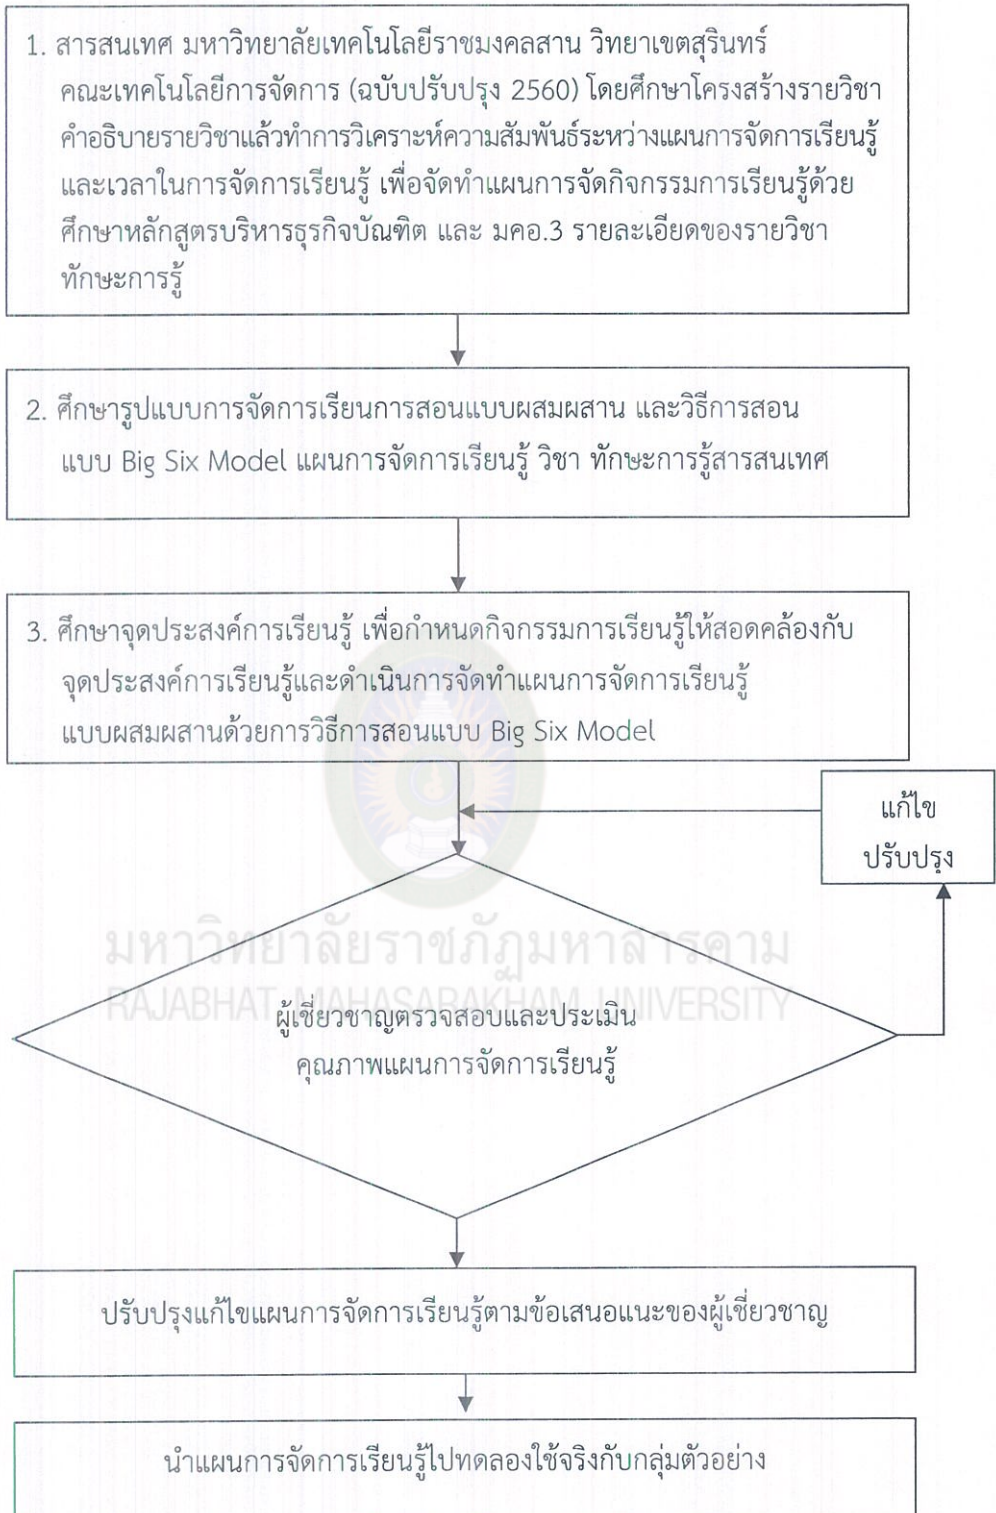 1. สารสนเทศ มหาวิทยาลัยเทคโนโลยีราชมงคลสาน วิทยาเขตสุรินทร์
คณะเทคโนโลยีการจัดการ (ฉบับปรับปรุง 2560) โดยศึกษาโครงสร้างรายวิชา
คำอธิบายรายวิชาแล้วทำการวิเคราะห์ความสัมพันธ์ระหว่างแผนการจัดการเรียนรู้
และเวลาในการจัดการเรียนรู้ เพื่อจัดทำแผนการจัดกิจกรรมการเรียนรู้ด้วย
ศึกษาหลักสูตรบริหารธุรกิจบัณฑิต และ มคอ.3 รายละเอียดของรายวิชา
ทักษะการรู้
2. ศึกษารูปแบบการจัดการเรียนการสอนแบบผสมผสาน และวิธีการสอน
แบบ Big Six Model แผนการจัดการเรียนรู้ วิชา ทักษะการรู้สารสนเทศ
3. ศึกษาจุดประสงค์การเรียนรู้ เพื่อกำหนดกิจกรรมการเรียนรู้ให้สอดคล้องกับ
จุดประสงค์การเรียนรู้และดำเนินการจัดทำแผนการจัดการเรียนรู้
แบบผสมผสานด้วยการวิธีการสอนแบบ Big Six Model
แก้ไข
ปรับปรุง
มหาวิทยาลัยราชภัฏมหาสารคาม
RAJABHAT MAHASARAKHAM UNIVERSITY
ผู้เชี่ยวชาญตรวจสอบและประเมิน
คุณภาพแผนการจัดการเรียนรู้
ปรับปรุงแก้ไขแผนการจัดการเรียนรู้ตามข้อเสนอแนะของผู้เชี่ยวชาญ
นำแผนการจัดการเรียนรู้ไปทดลองใช้จริงกับกลุ่มตัวอย่าง